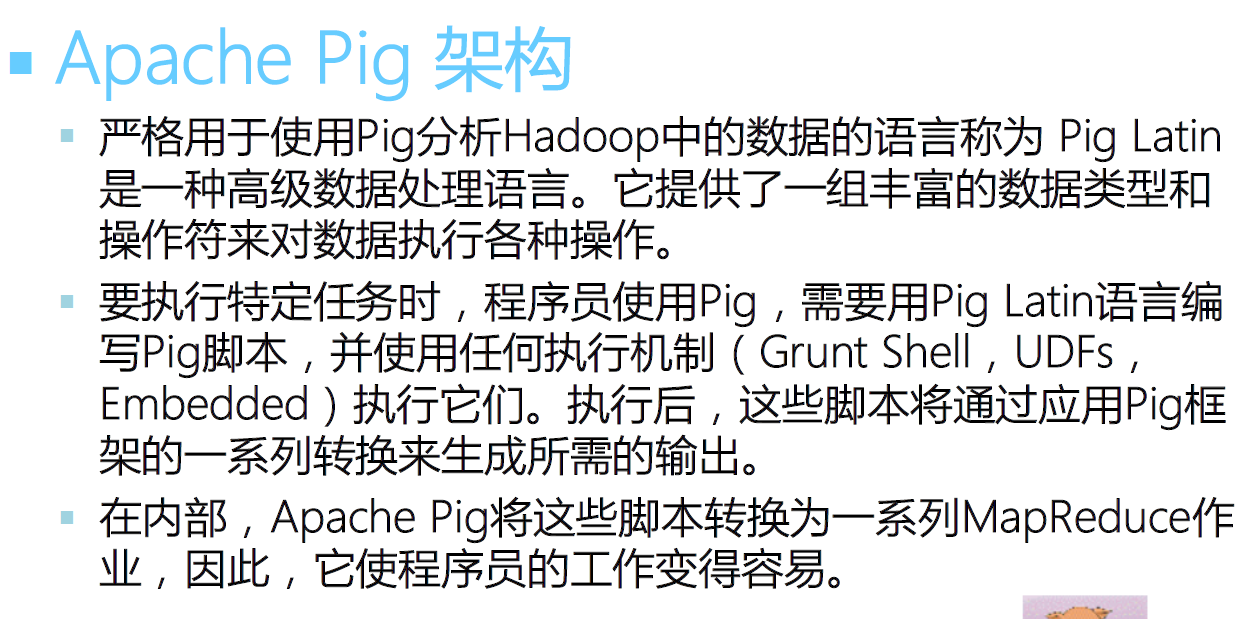 Apache Pig 架构
严格用于使用Pig分析Hadoop中的数据的语言称为 Pig Latin
是一种高级数据处理语言。它提供了一组丰富的数据类型和
操作符来对数据执行各种操作。
要执行特定任务时，程序员使用Pig，需要用Pig Latin语言编
写Pig脚本，并使用任何执行机制（Grunt Shell，UDFs，
Embedded）执行它们。执行后，这些脚本将通过应用Pig框
架的一系列转换来生成所需的输出。
在内部，Apache Pig将这些脚本转换为一系列MapReduce作
业，因此，它使程序员的工作变得容易。